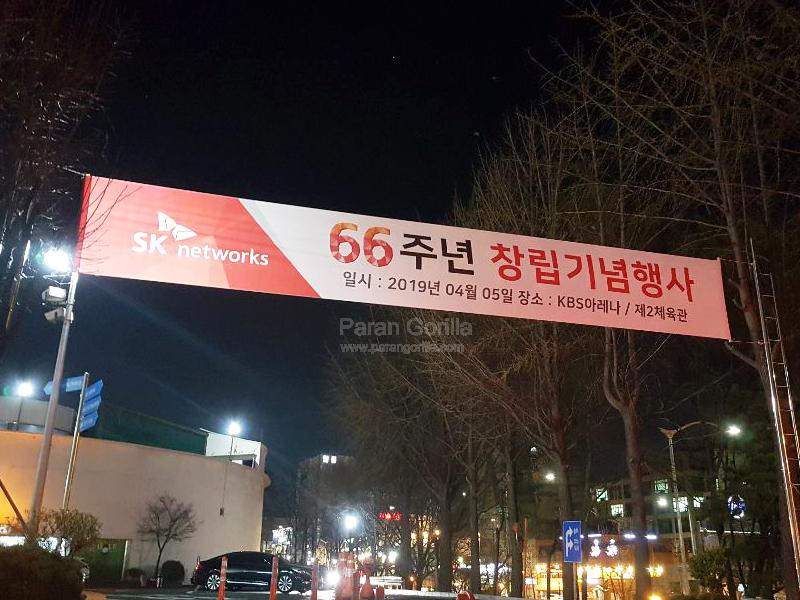 SK networks
66주년 창립기념행사
일시 : 2019년 04월 05일 장소 : KBS아레나 / 제2체육관
Paran Gorilla
www.parangorilla.com